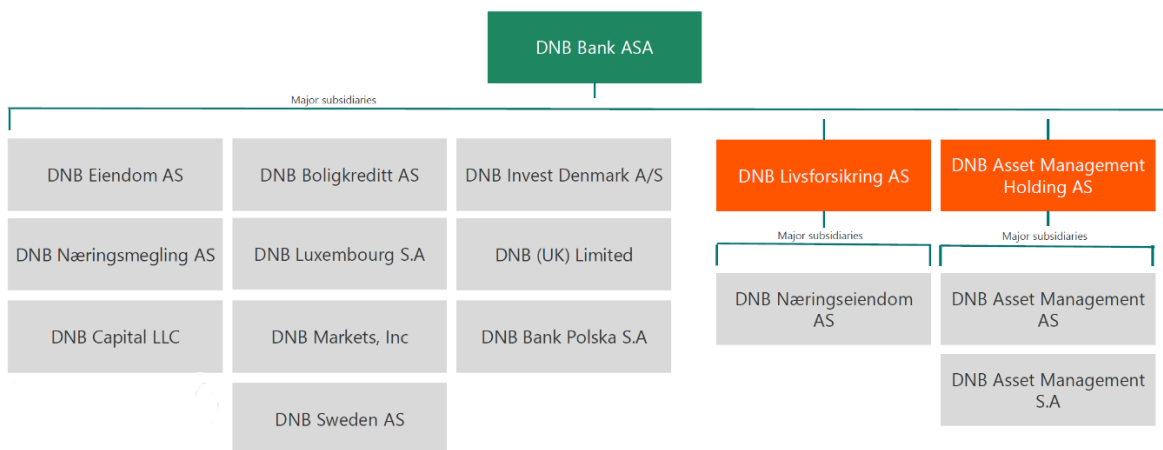 DNB Bank ASA
Major subsidiaries
DNB Eiendom AS
DNB Boligkreditt AS
DNB Invest Denmark A/S
DNB Livsforsikring AS
DNB Asset Management
Holding AS
DNB Næringsmegling AS
DNB Luxembourg S.A
DNB (UK) Limited
Major subsidiaries
Major subsidiaries
DNB Capital LLC
DNB Markets, Inc
DNB Bank Polska S.A
DNB Næringseiendom
AS
DNB Asset Management
AS
DNB Sweden AS
DNB Asset Management
S.A